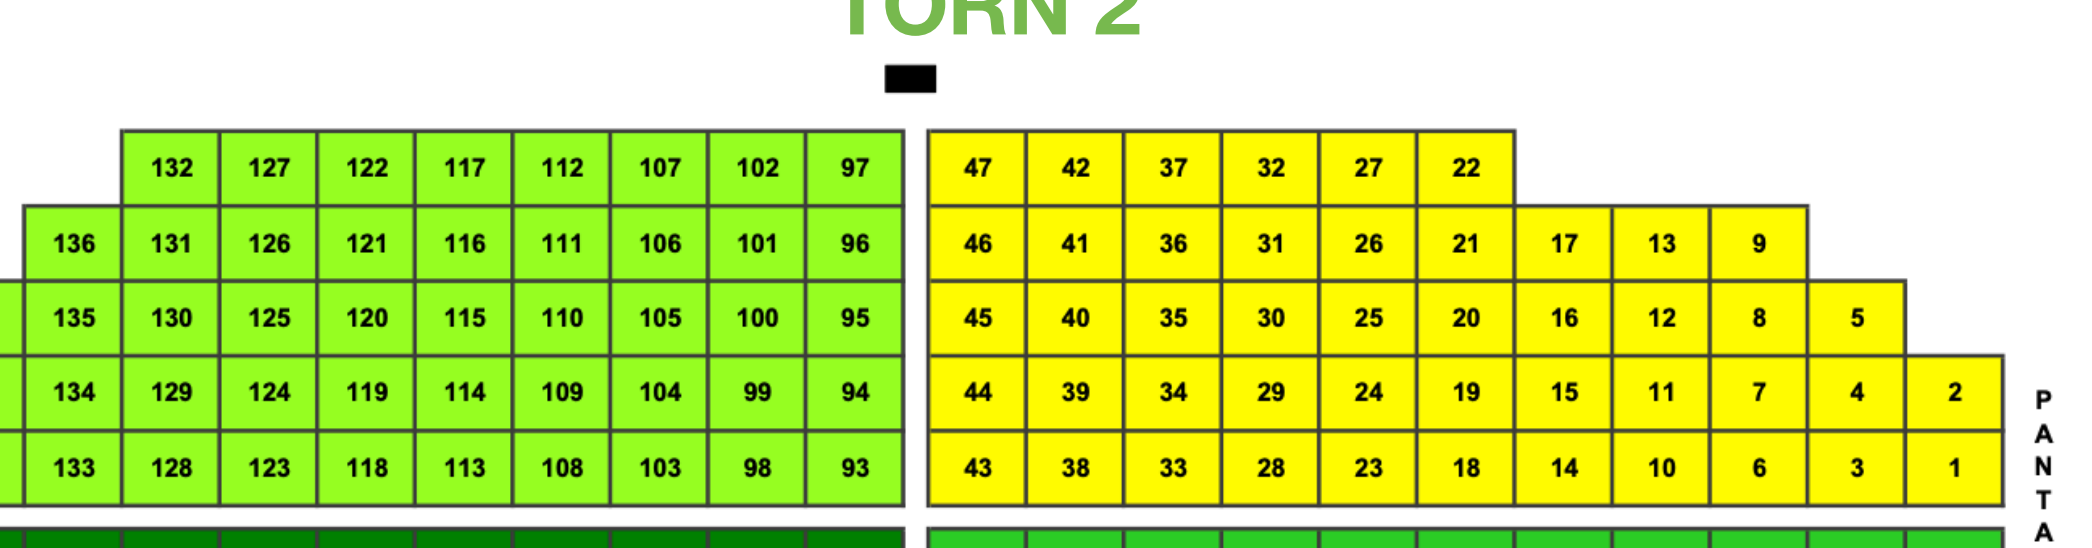 TORN 2
132 127 122 117 112 107 102 97 47 42 37 32 27 22
136 131 126 121 116 111 106 101 96 46 41 36 31 26 21 17 13 9
135 130 125 120 115 110 105 100 95 45 40 35 30 25 20 16 12 8 5
134 129 124 119 114 109 104 99 94 44 39 34 29 24 19 15 11 7 4 2
133 128 123 118 113 108 103 98 93 43 38 33 28 23 18 14 10 6 3 1
P
A
N
T
A